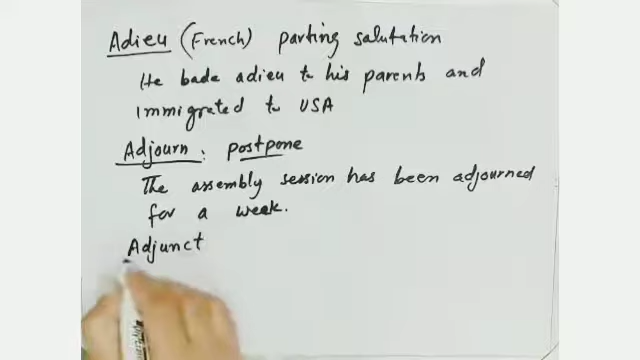 Adieu (French) parting salutation
He bade adieu to his parents and
immigrated to USA
Adjourn: postpone
The assembly session has been adjourned
for a week.
Adjunct